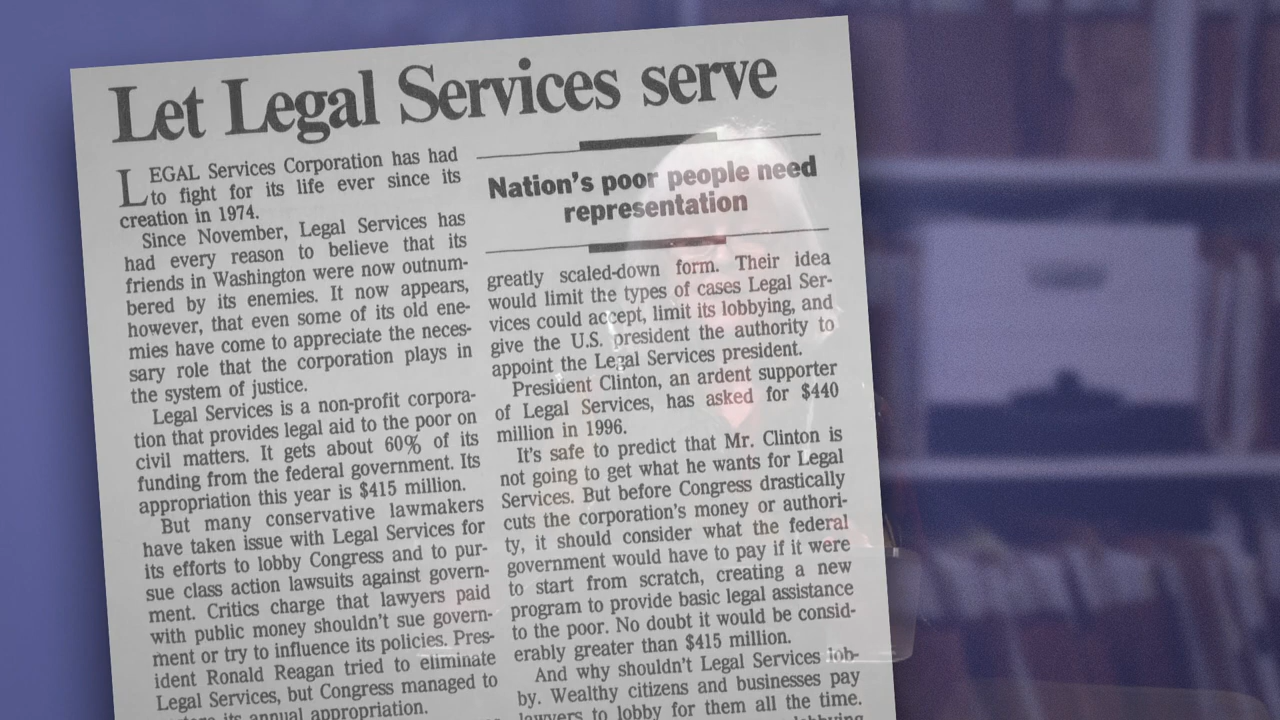 Let Legal Services serve
LEGAL Services Corporation has had
to fight for its life ever since its
creation in 1974.
Since November, Legal Services has
had every reason to believe that its
friends in Washington were now outnum-
bered by its enemies. It now appears,
however, that even some of its old ene-
mies have come to appreciate the neces-
sary role that the corporation plays in
the system of justice.
Legal Services is a non-profit corpora-
tion that provides legal aid to the poor on
civil matters. It gets about 60% of its
funding from the federal government. Its
appropriation this year is $415 million.
But many conservative lawmakers
have taken issue with Legal Services for
its efforts to lobby Congress and to pur-
sue class action lawsuits against govern-
ment. Critics charge that lawyers paid
with public money shouldn't sue govern-
ment or try to influence its policies. Pres-
ident Ronald Reagan tried to eliminate
Legal Services, but Congress managed to
its annual appropriation.
Nation's poor people need
representation
greatly scaled-down form. Their idea
would limit the types of cases Legal Ser-
vices could accept, limit its lobbying, and
give the U.S. president the authority to
appoint the Legal Services president.
President Clinton, an ardent supporter
of Legal Services, has asked for $440
million in 1996.
It's safe to predict that Mr. Clinton is
not going to get what he wants for Legal
Services. But before Congress drastically
cuts the corporation's money or authori-
ty, it should consider what the federal
government would have to pay if it were
to start from scratch, creating a new
program to provide basic legal assistance
to the poor. No doubt it would be consid-
erably greater than $415 million.
And why shouldn't Legal Services lob-
by. Wealthy citizens and businesses pay
lawyers to lobby for them all the time.
lobbying